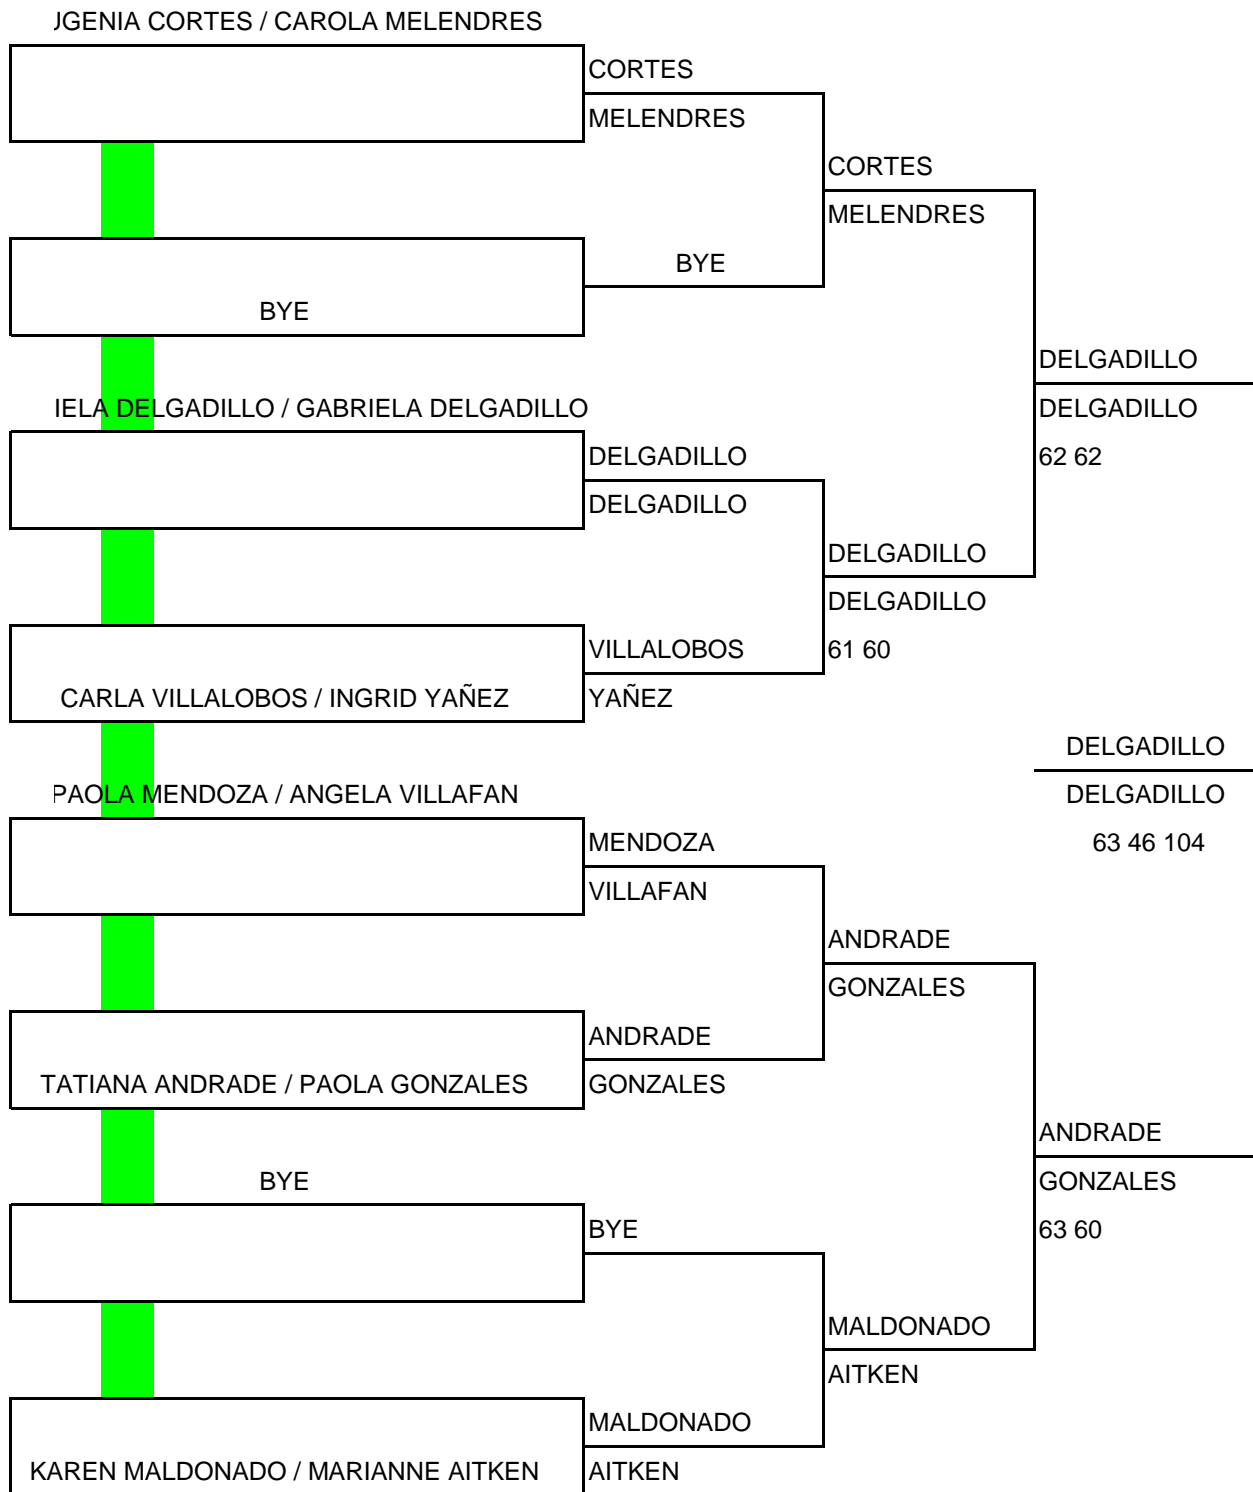 UGENIA CORTES / CAROLA MELENDRES
CORTES
MELENDRES
CORTES
MELENDRES
BYE
BYE
DELGADILLO
IELA DELGADILLO / GABRIELA DELGADILLO
DELGADILLO
DELGADILLO
62 62
DELGADILLO
DELGADILLO
DELGADILLO
VILLALOBOS
61 60
CARLA VILLALOBOS / INGRID YAÑEZ
YAÑEZ
DELGADILLO
PAOLA MENDOZA / ANGELA VILLAFAN
DELGADILLO
MENDOZA
63 46 104
VILLAFAN
ANDRADE
GONZALES
ANDRADE
TATIANA ANDRADE / PAOLA GONZALES
GONZALES
ANDRADE
BYE
GONZALES
BYE
63 60
MALDONADO
AITKEN
MALDONADO
KAREN MALDONADO / MARIANNE AITKEN
AITKEN